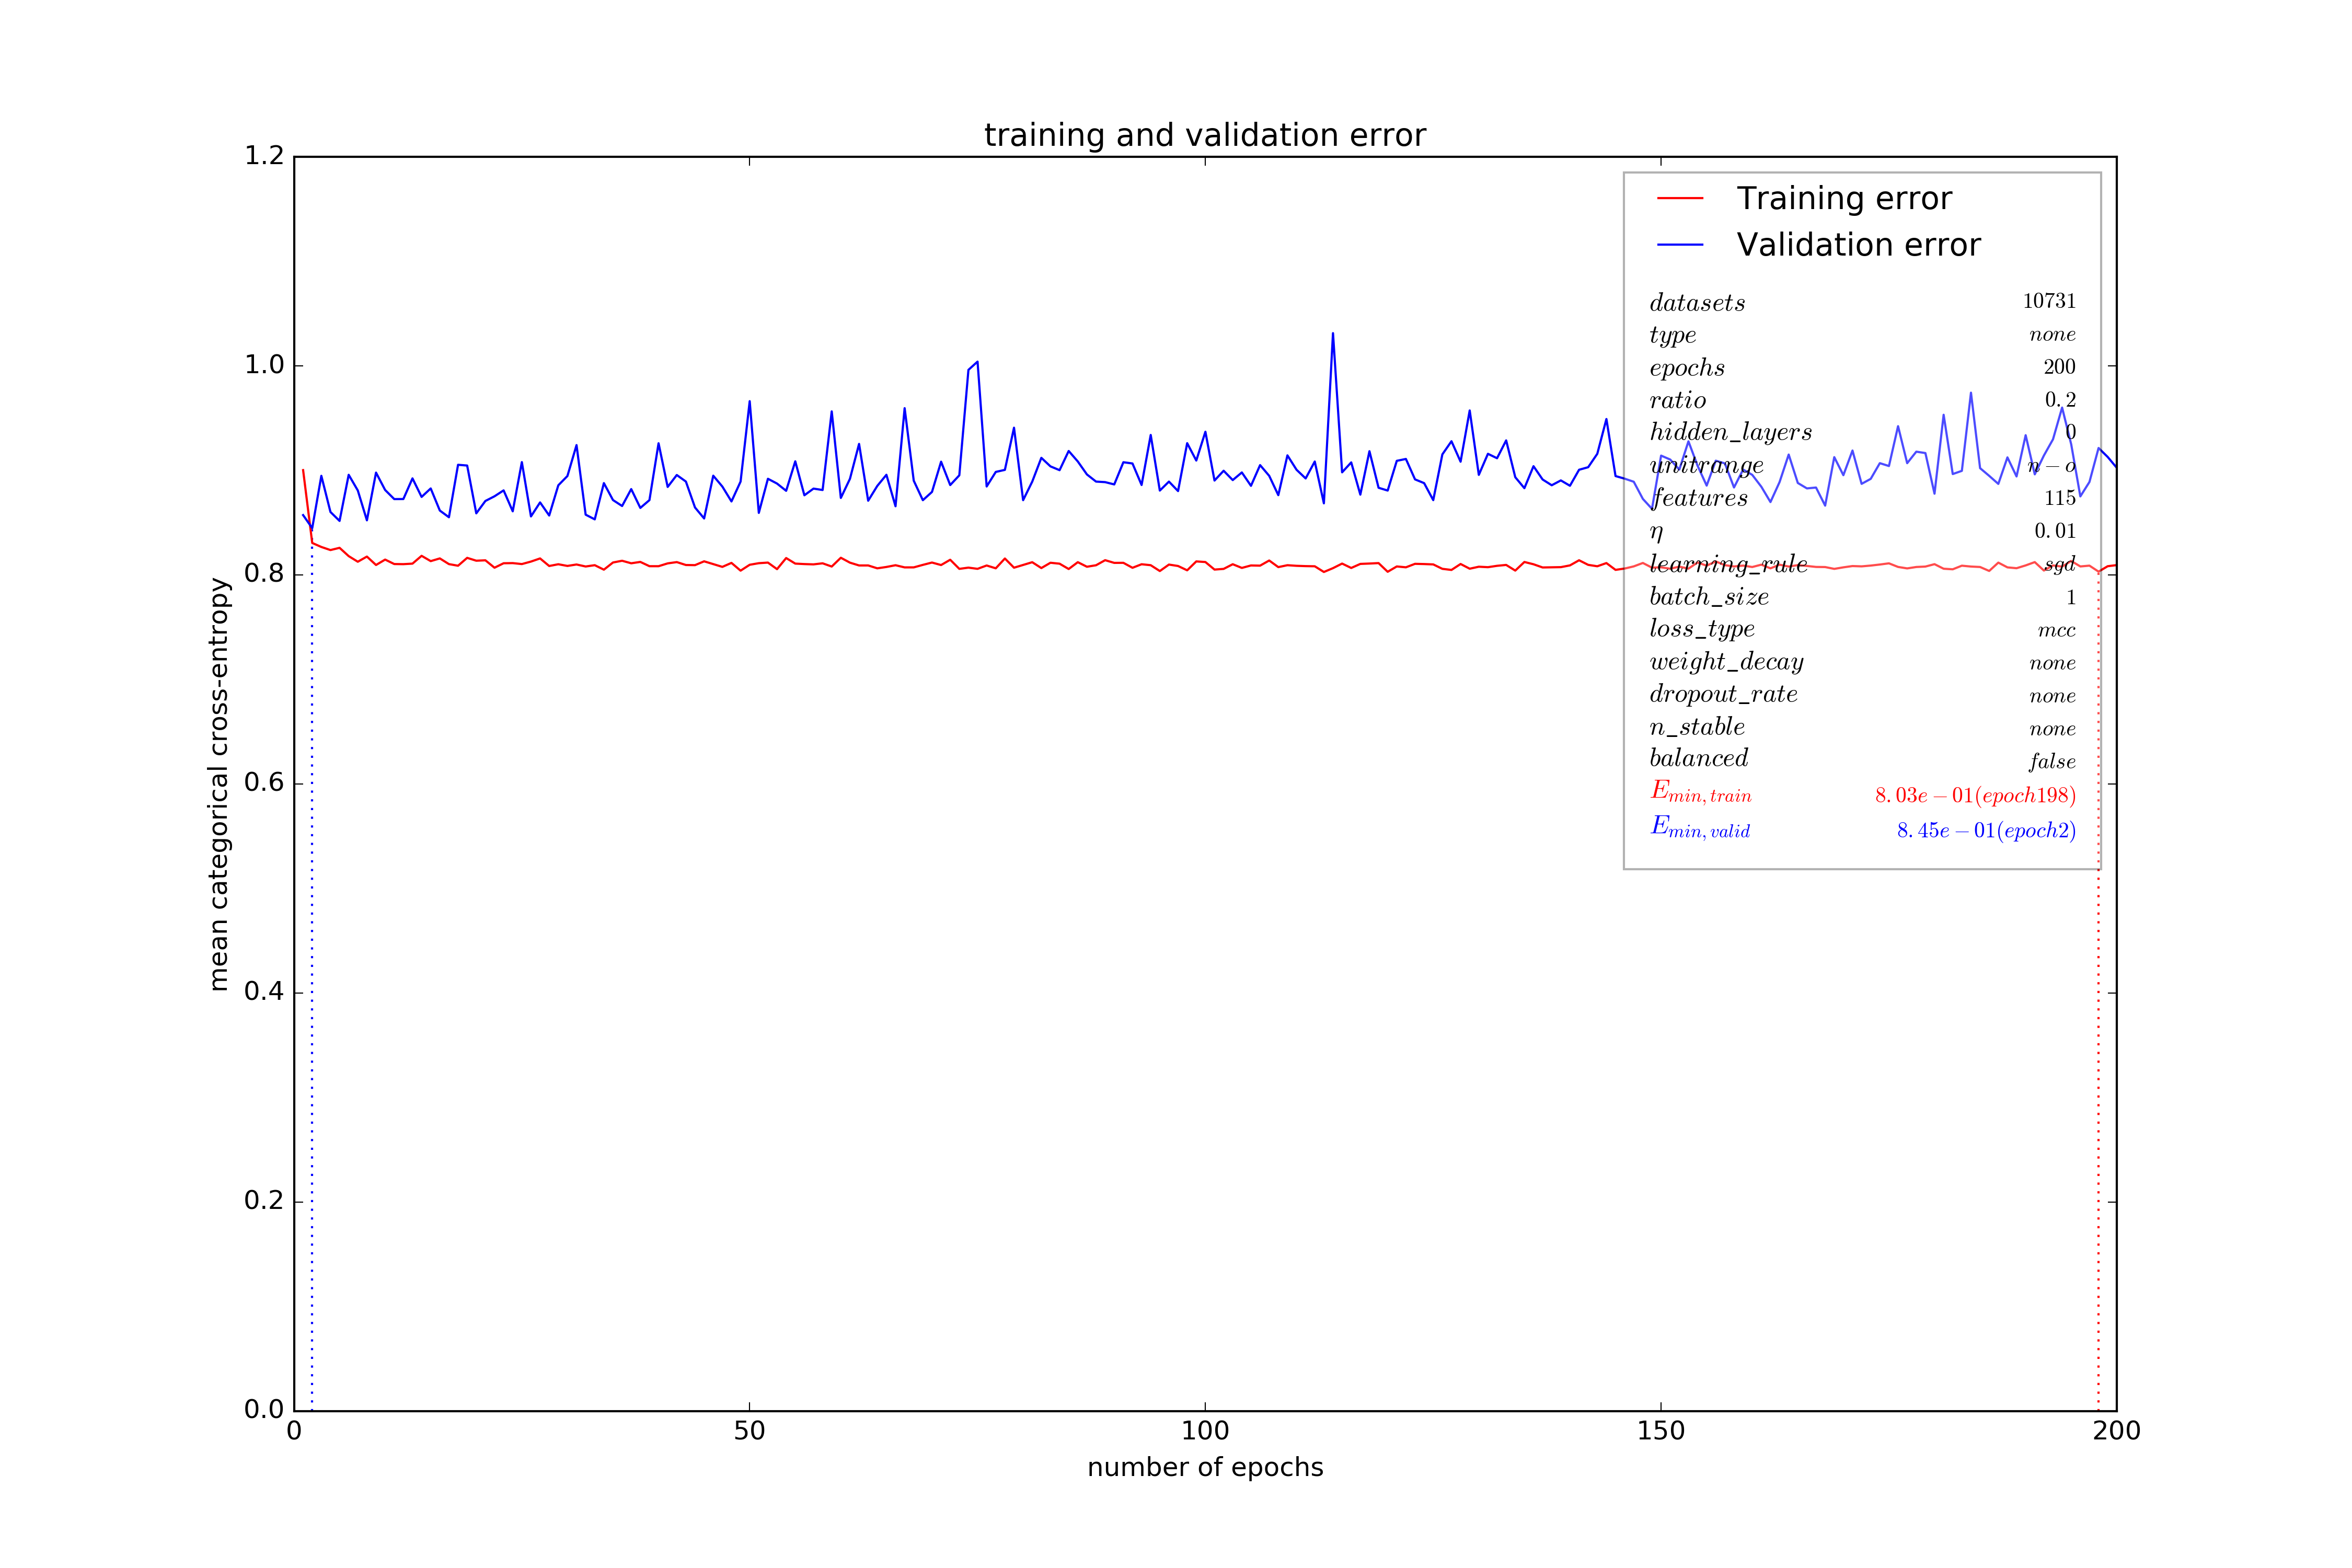 training and validation error
1.2
1.0
0.8
0.6
0.4
0.2
0.0
mean categorical cross-entropy
0 50 100 150 200
number of epochs
Training error
Validation error
datasets 10731
type none
epochs 200
ratio 0.2
hidden_layers 0
unitrange n-o
features 115
η 0.01
learning_rule sgd
batch_size 1
loss_type mcc
weight_decay none
dropout_rate none
n_stable none
balanced false
E_min,train 8.03e-01(epoch198)
E_min,valid 8.45e-01(epoch2)